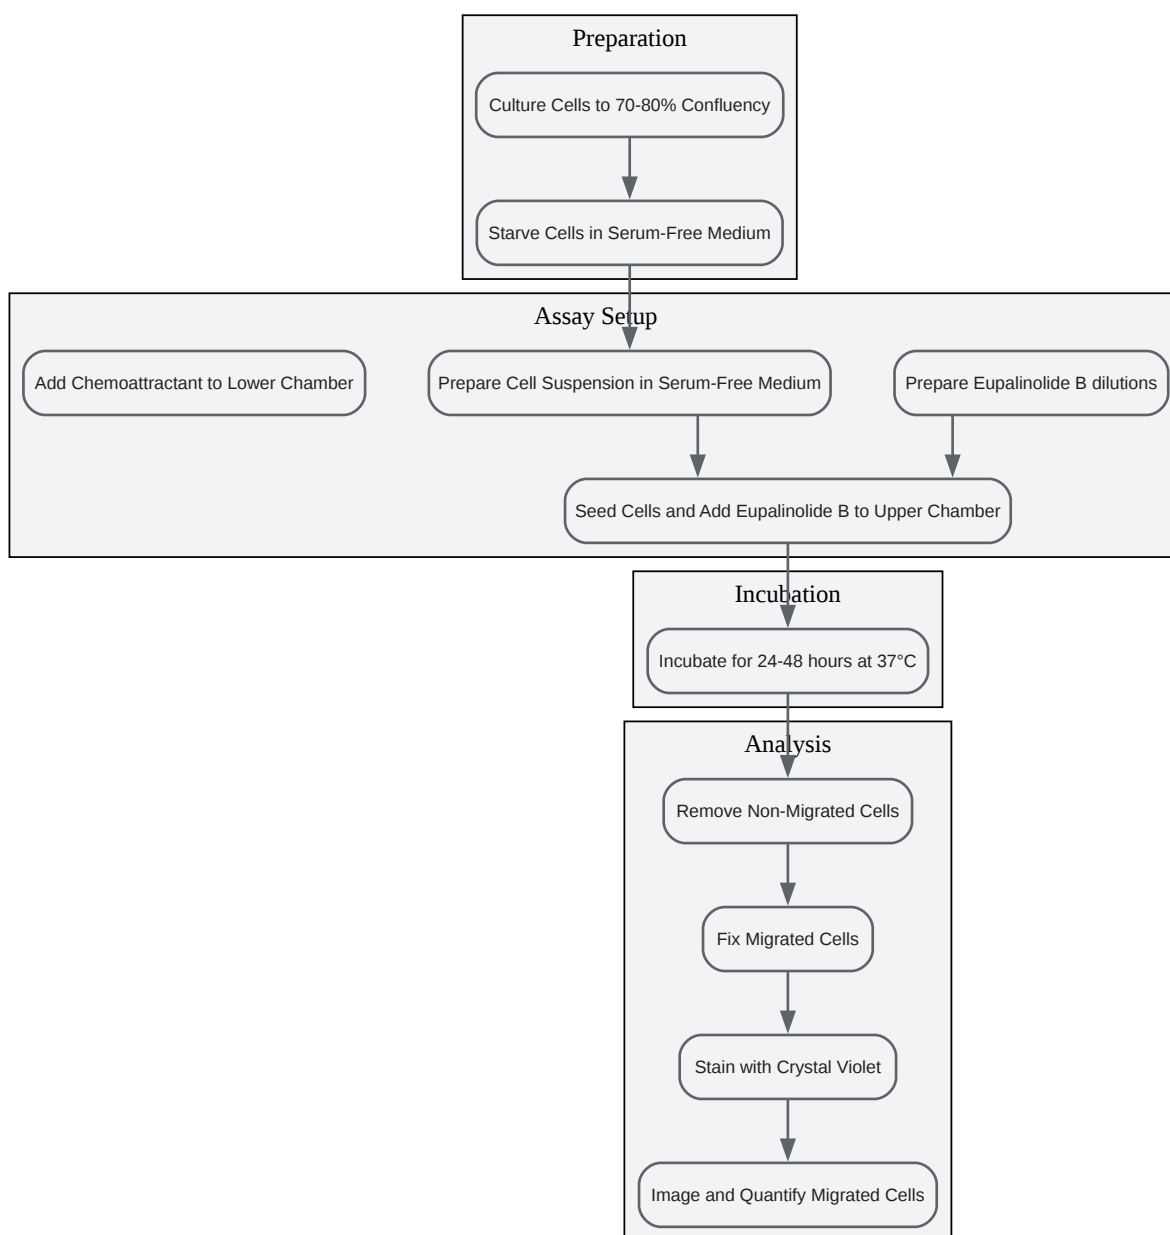 Preparation
Culture Cells to 70-80% Confluency
Starve Cells in Serum-Free Medium
Assay Setup
Add Chemoattractant to Lower Chamber
Prepare Cell Suspension in Serum-Free Medium
Prepare Eupalinolide B dilutions
Seed Cells and Add Eupalinolide B to Upper Chamber
Incubation
Incubate for 24-48 hours at 37°C
Analysis
Remove Non-Migrated Cells
Fix Migrated Cells
Stain with Crystal Violet
Image and Quantify Migrated Cells